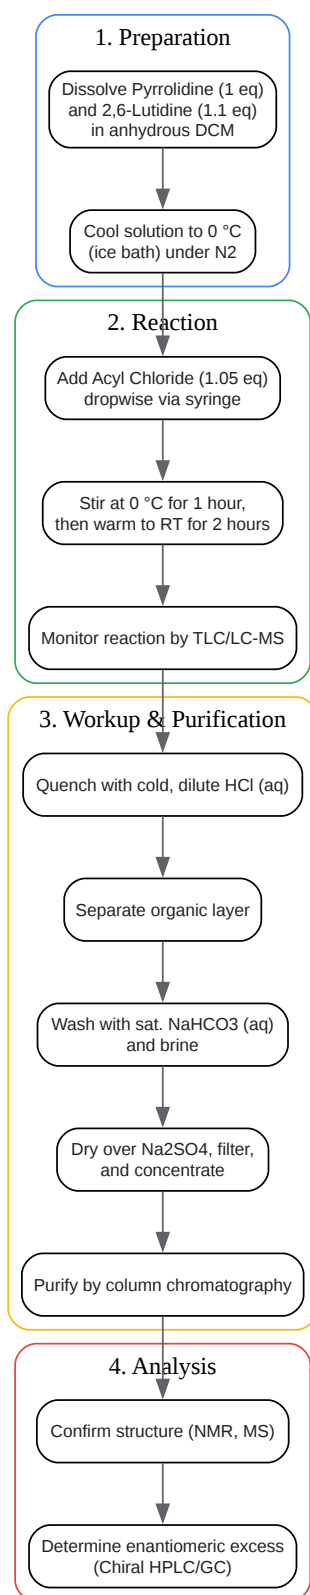 1. Preparation
Dissolve Pyrrolidine (1 eq)
and 2,6-Lutidine (1.1 eq)
in anhydrous DCM
Cool solution to 0 °C
(ice bath) under N2
2. Reaction
Add Acyl Chloride (1.05 eq)
dropwise via syringe
Stir at 0 °C for 1 hour,
then warm to RT for 2 hours
Monitor reaction by TLC/LC-MS
3. Workup & Purification
Quench with cold, dilute HCl (aq)
Separate organic layer
Wash with sat. NaHCO3 (aq)
and brine
Dry over Na2SO4, filter,
and concentrate
Purify by column chromatography
4. Analysis
Confirm structure (NMR, MS)
Determine enantiomeric excess
(Chiral HPLC/GC)